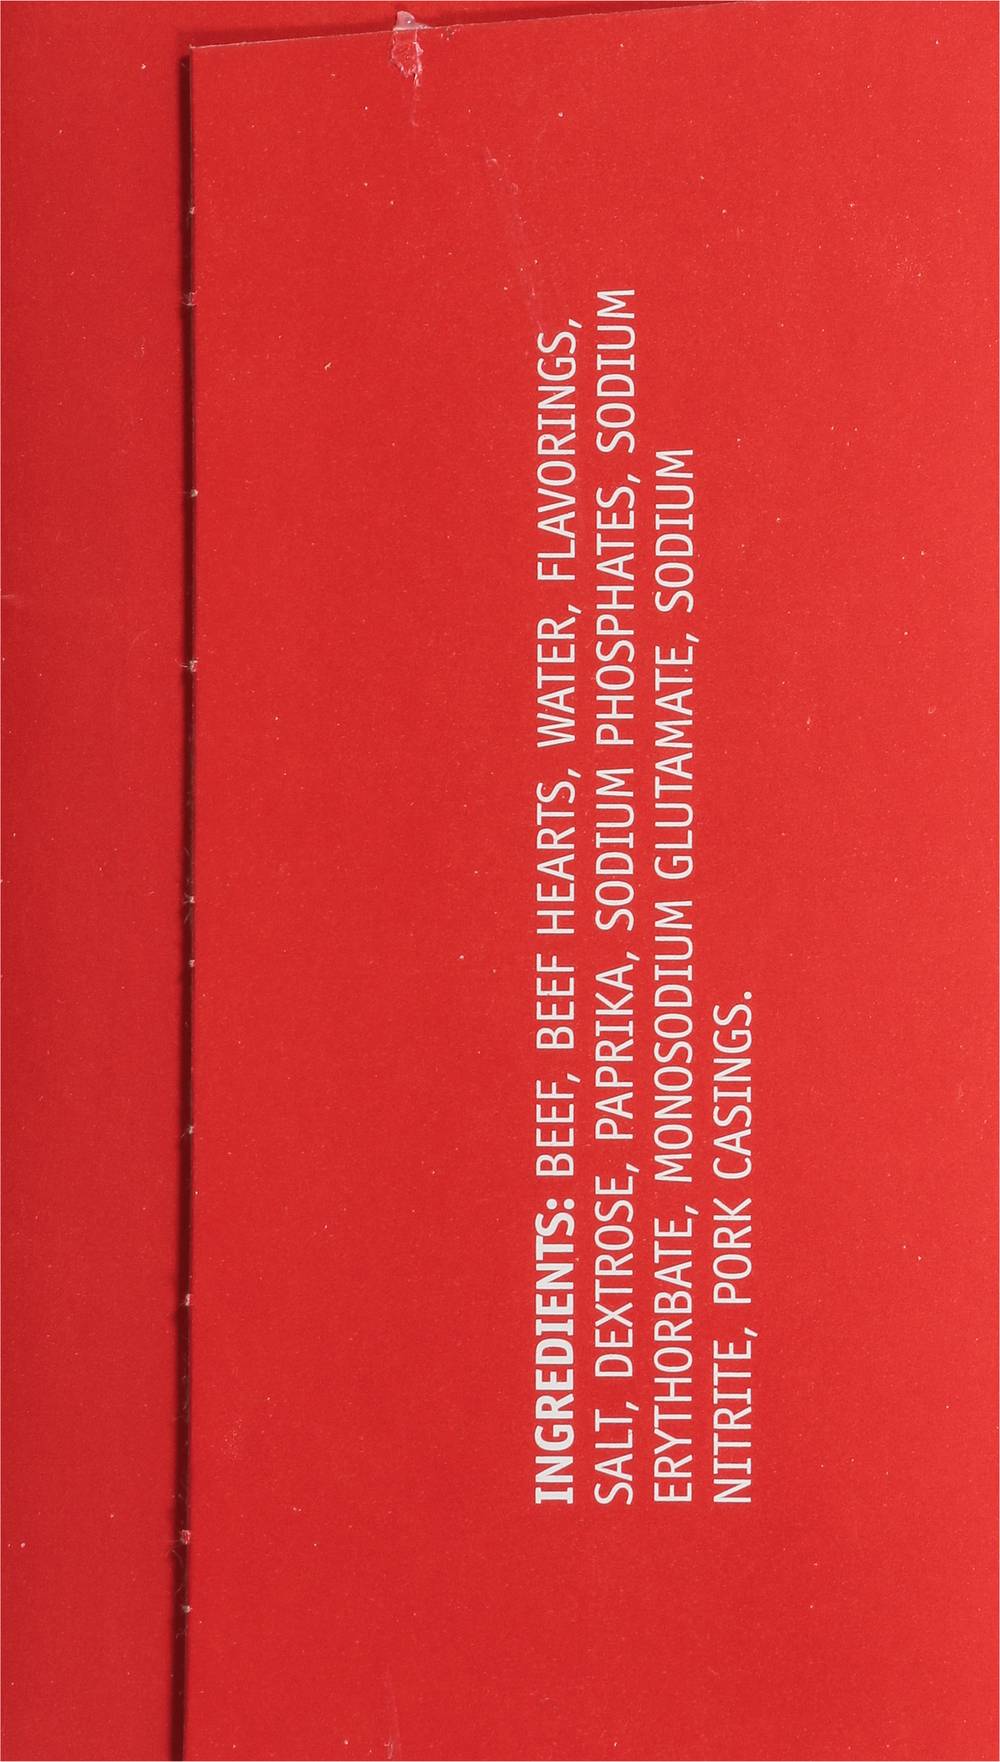 INGREDIENTS: BEEF, BEEF HEARTS, WATER, FLAVORINGS,
SALT, DEXTROSE, PAPRIKA, SODIUM PHOSPHATES, SODIUM
ERYTHORBATE, MONOSODIUM GLUTAMATE, SODIUM
NITRITE, PORK CASINGS.